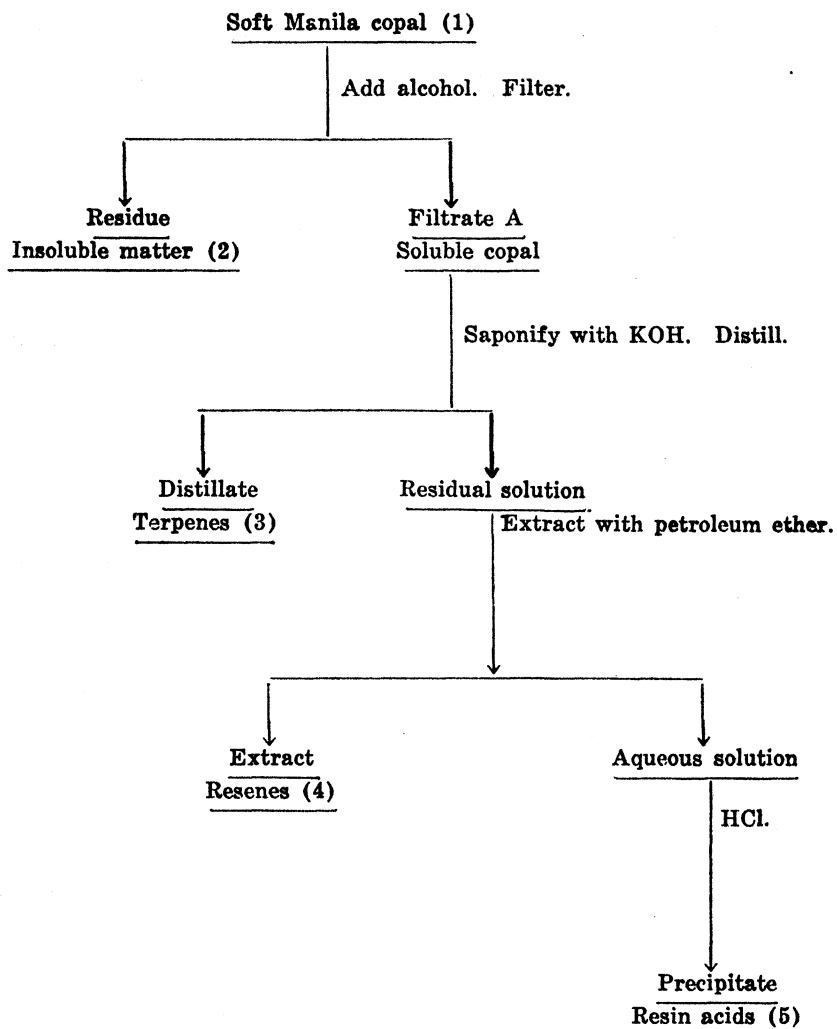 Soft Manila copal (1)
Add alcohol. Filter.
Residue
Insoluble matter (2)
Filtrate A
Soluble copal
Saponify with KOH. Distill.
Distillate
Terpenes (3)
Residual solution
Extract with petroleum ether.
Extract
Resenes (4)
Aqueous solution
HCl.
Precipitate
Resin acids (5)